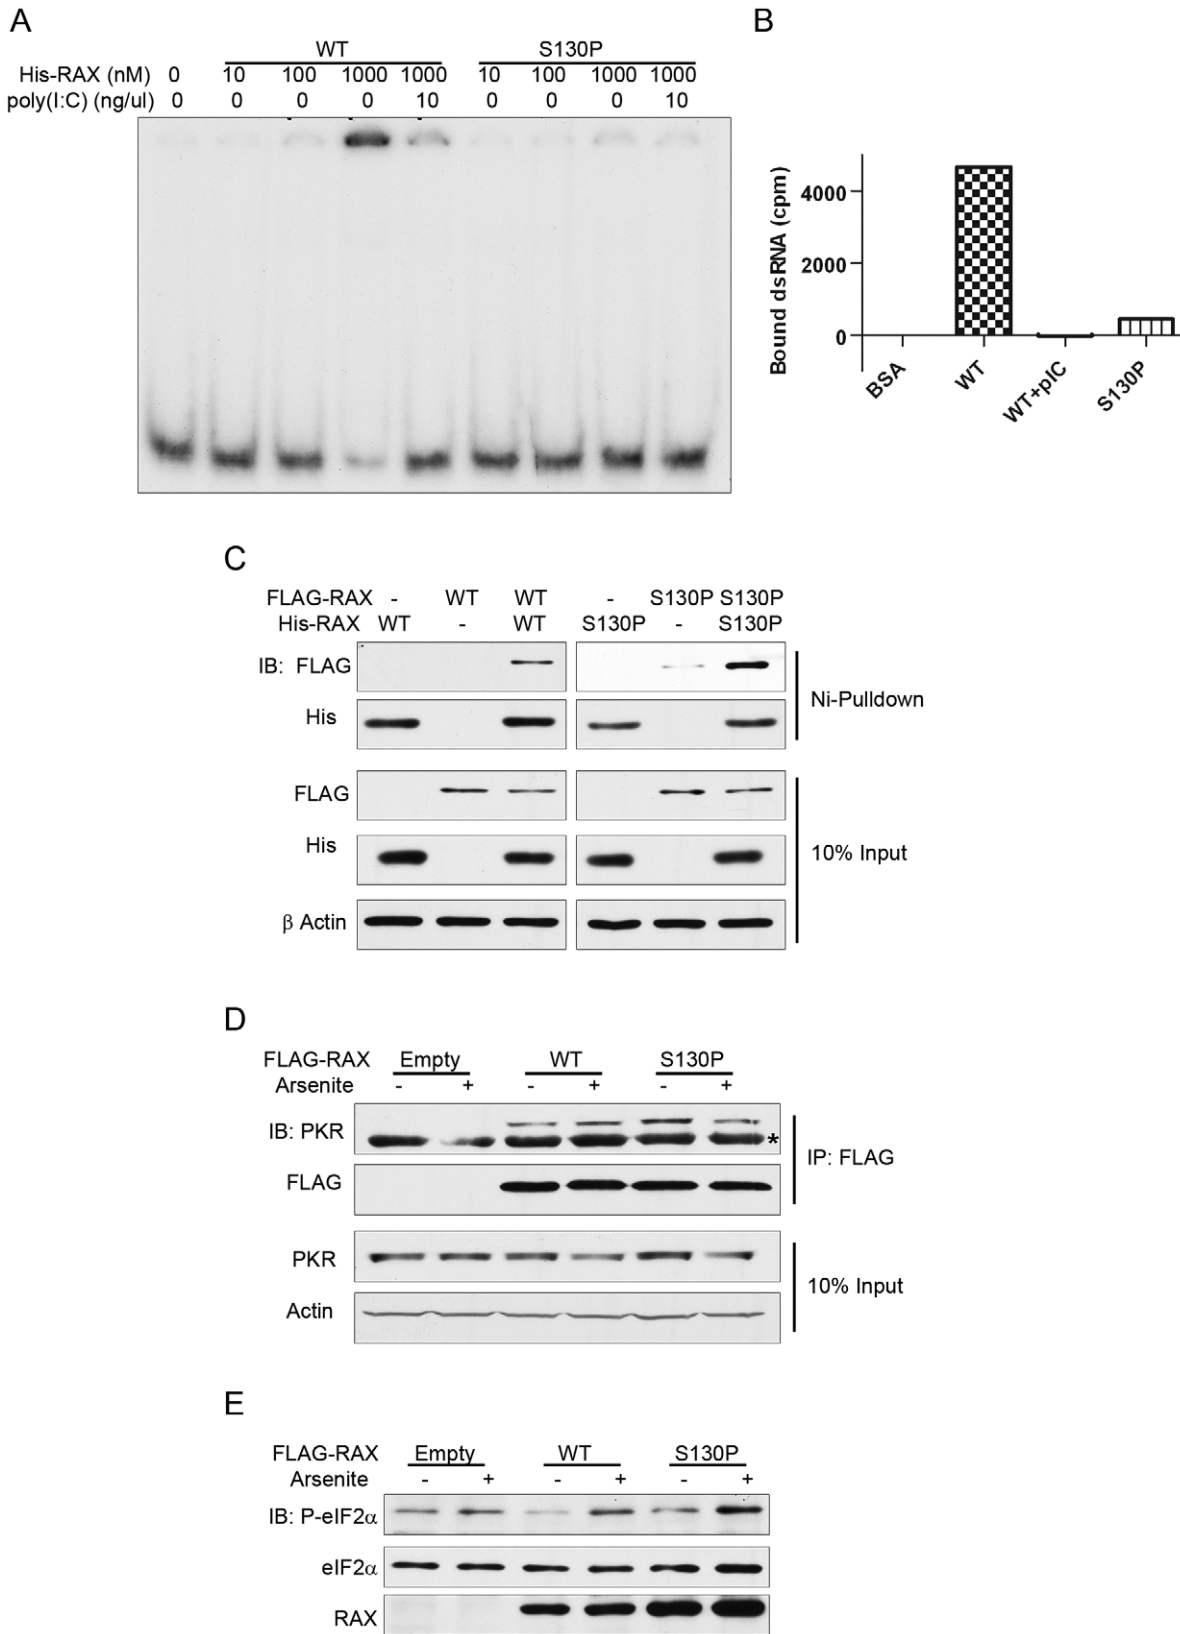 A
WT S130P
His-RAX (nM) 0 10 100 1000 1000 10 100 1000 1000
poly(I:C) (ng/ul) 0 0 0 0 10 0 0 0 10
B
Bound dsRNA (cpm)
4000
2000
0
BSA WT WT+pIC S130P
C
FLAG-RAX - WT WT - S130P S130P
His-RAX WT - WT S130P - S130P
IB: FLAG
His
Ni-Pulldown
FLAG
His
β Actin
10% Input
D
FLAG-RAX Empty WT S130P
Arsenite - + - + - +
IB: PKR *
FLAG
IP: FLAG
PKR
Actin
10% Input
E
FLAG-RAX Empty WT S130P
Arsenite - + - + - +
IB: P-eIF2α
eIF2α
RAX